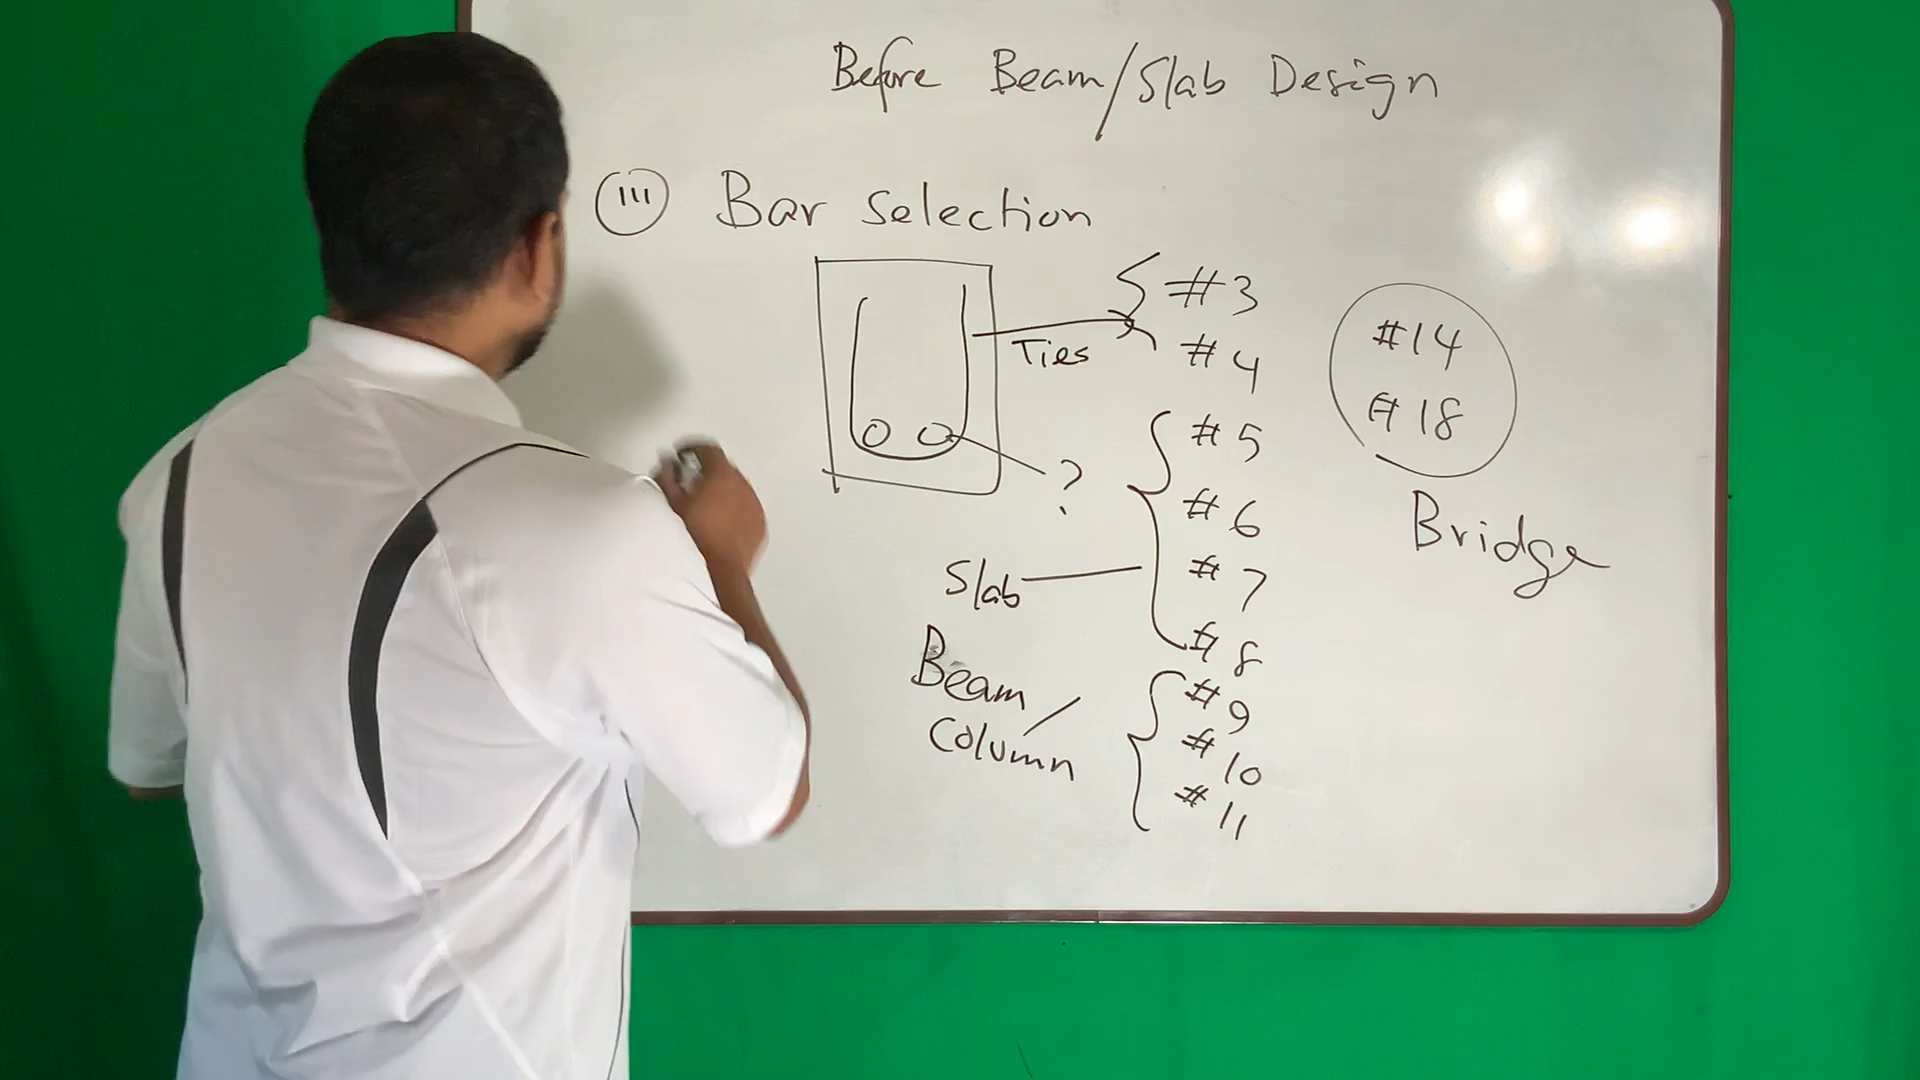 Before Beam/Slab Design
III Bar selection
#3
Ties
#4
#5
?
#6
Slab
#7
#8
Beam/
Column
#9
#10
#11
#14
#18
Bridge